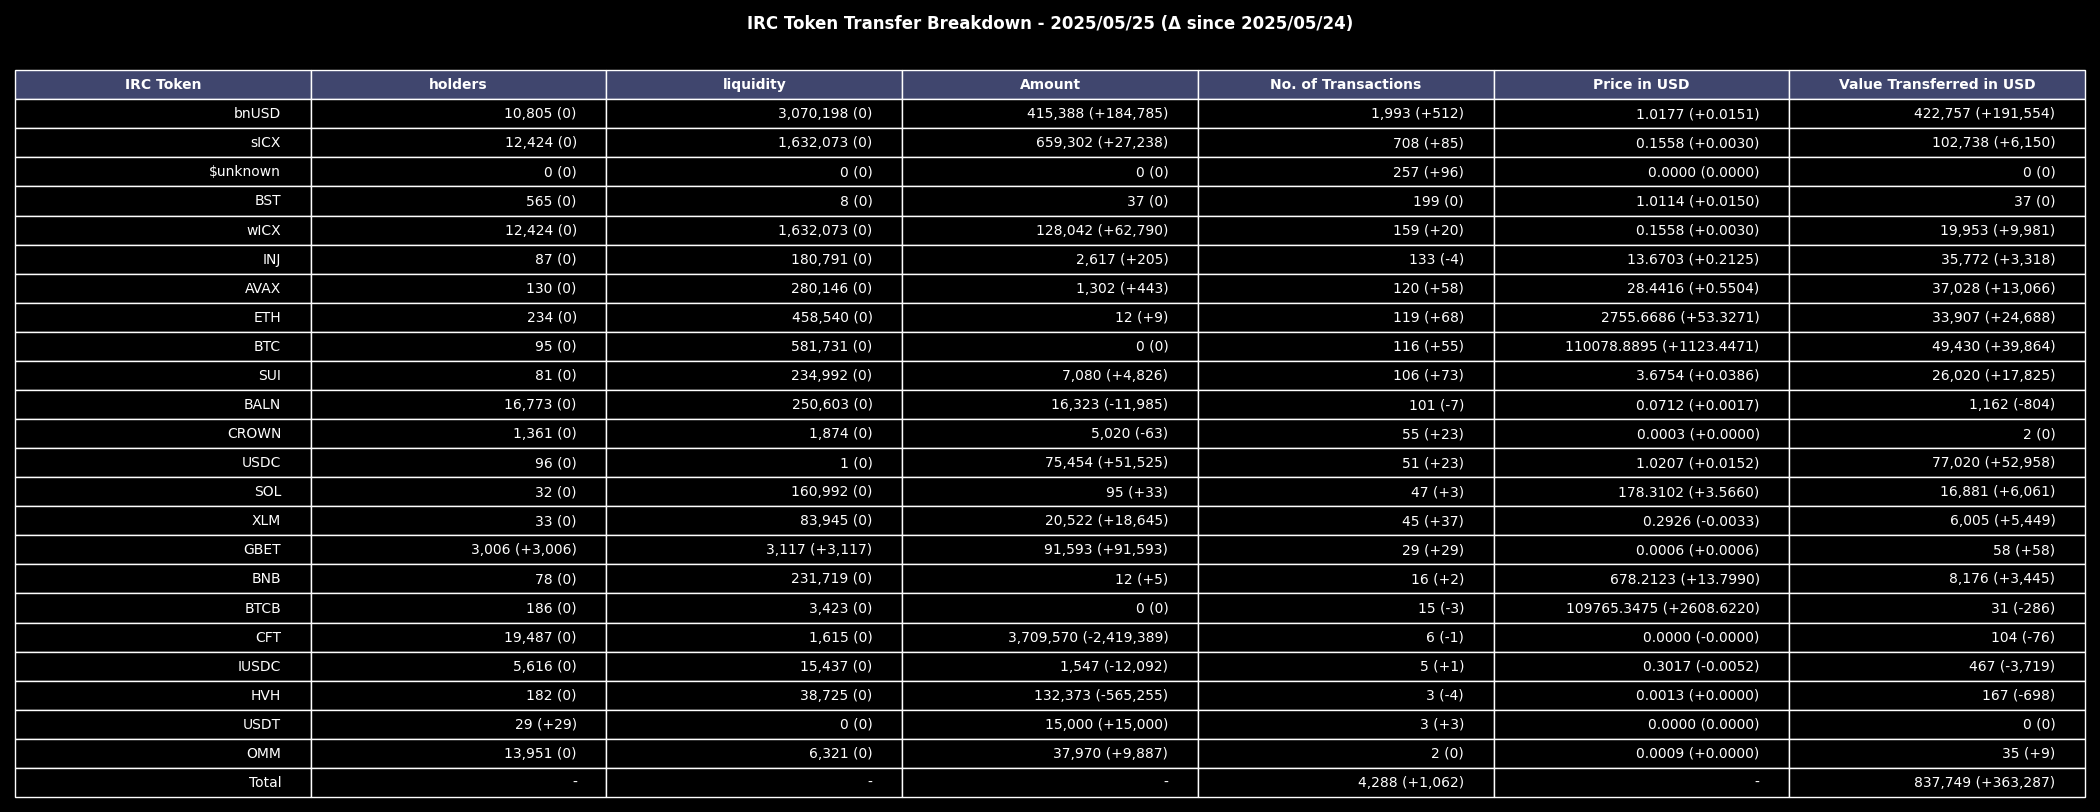 IRC Token Transfer Breakdown - 2025/05/25 (Δ since 2025/05/24)
IRC Token holders liquidity Amount No. of Transactions Price in USD Value Transferred in USD
bnUSD 10,805 (0) 3,070,198 (0) 415,388 (+184,785) 1,993 (+512) 1.0177 (+0.0151) 422,757 (+191,554)
sICX 12,424 (0) 1,632,073 (0) 659,302 (+27,238) 708 (+85) 0.1558 (+0.0030) 102,738 (+6,150)
$unknown 0 (0) 0 (0) 0 (0) 257 (+96) 0.0000 (0.0000) 0 (0)
BST 565 (0) 8 (0) 37 (0) 199 (0) 1.0114 (+0.0150) 37 (0)
wICX 12,424 (0) 1,632,073 (0) 128,042 (+62,790) 159 (+20) 0.1558 (+0.0030) 19,953 (+9,981)
INJ 87 (0) 180,791 (0) 2,617 (+205) 133 (-4) 13.6703 (+0.2125) 35,772 (+3,318)
AVAX 130 (0) 280,146 (0) 1,302 (+443) 120 (+58) 28.4416 (+0.5504) 37,028 (+13,066)
ETH 234 (0) 458,540 (0) 12 (+9) 119 (+68) 2755.6686 (+53.3271) 33,907 (+24,688)
BTC 95 (0) 581,731 (0) 0 (0) 116 (+55) 110078.8895 (+1123.4471) 49,430 (+39,864)
SUI 81 (0) 234,992 (0) 7,080 (+4,826) 106 (+73) 3.6754 (+0.0386) 26,020 (+17,825)
BALN 16,773 (0) 250,603 (0) 16,323 (-11,985) 101 (-7) 0.0712 (+0.0017) 1,162 (-804)
CROWN 1,361 (0) 1,874 (0) 5,020 (-63) 55 (+23) 0.0003 (+0.0000) 2 (0)
USDC 96 (0) 1 (0) 75,454 (+51,525) 51 (+23) 1.0207 (+0.0152) 77,020 (+52,958)
SOL 32 (0) 160,992 (0) 95 (+33) 47 (+3) 178.3102 (+3.5660) 16,881 (+6,061)
XLM 33 (0) 83,945 (0) 20,522 (+18,645) 45 (+37) 0.2926 (-0.0033) 6,005 (+5,449)
GBET 3,006 (+3,006) 3,117 (+3,117) 91,593 (+91,593) 29 (+29) 0.0006 (+0.0006) 58 (+58)
BNB 78 (0) 231,719 (0) 12 (+5) 16 (+2) 678.2123 (+13.7990) 8,176 (+3,445)
BTCB 186 (0) 3,423 (0) 0 (0) 15 (-3) 109765.3475 (+2608.6220) 31 (-286)
CFT 19,487 (0) 1,615 (0) 3,709,570 (-2,419,389) 6 (-1) 0.0000 (-0.0000) 104 (-76)
IUSDC 5,616 (0) 15,437 (0) 1,547 (-12,092) 5 (+1) 0.3017 (-0.0052) 467 (-3,719)
HVH 182 (0) 38,725 (0) 132,373 (-565,255) 3 (-4) 0.0013 (+0.0000) 167 (-698)
USDT 29 (+29) 0 (0) 15,000 (+15,000) 3 (+3) 0.0000 (0.0000) 0 (0)
OMM 13,951 (0) 6,321 (0) 37,970 (+9,887) 2 (0) 0.0009 (+0.0000) 35 (+9)
Total - - - 4,288 (+1,062) - 837,749 (+363,287)